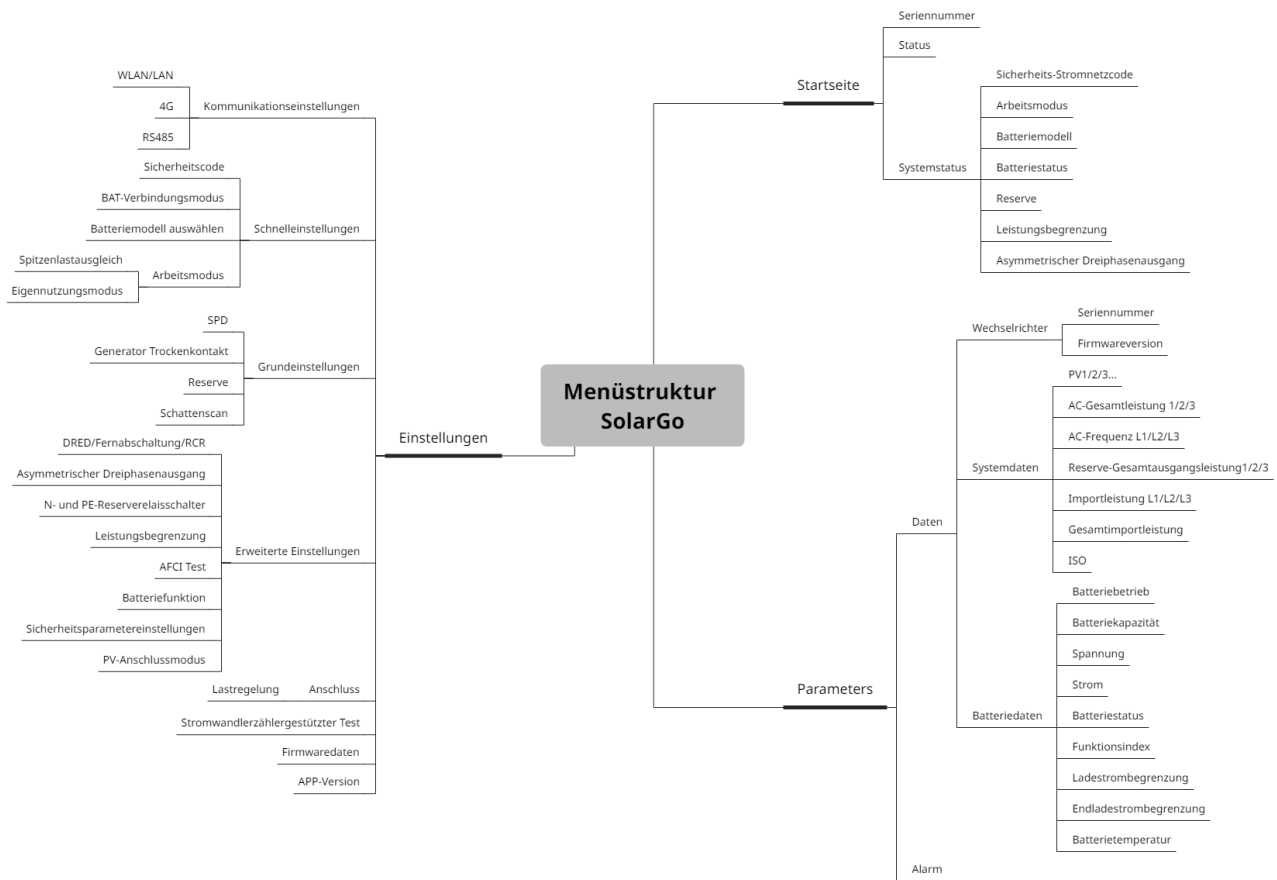 Menüstruktur
SolarGo
Startseite
Seriennummer
Status
Systemstatus
Sicherheits-Stromnetzcode
Arbeitsmodus
Batteriemodell
Batteriestatus
Reserve
Leistungsbegrenzung
Asymmetrischer Dreiphasenausgang
Parameters
Daten
Wechselrichter
Seriennummer
Firmwareversion
Systemdaten
PV1/2/3...
AC-Gesamtleistung 1/2/3
AC-Frequenz L1/L2/L3
Reserve-Gesamtausgangsleistung1/2/3
Importleistung L1/L2/L3
Gesamtimportleistung
ISO
Batteriedaten
Batteriebetrieb
Batteriekapazität
Spannung
Strom
Batteriestatus
Funktionsindex
Ladestrombegrenzung
Endladestrombegrenzung
Batterietemperatur
Alarm
Einstellungen
Kommunikationseinstellungen
WLAN/LAN
4G
RS485
Schnelleinstellungen
Sicherheitscode
BAT-Verbindungsmodus
Batteriemodell auswählen
Arbeitsmodus
Spitzenlastausgleich
Eigennutzungsmodus
Grundeinstellungen
SPD
Generator Trockenkontakt
Reserve
Schattenscan
Erweiterte Einstellungen
DRED/Fernabschaltung/RCR
Asymmetrischer Dreiphasenausgang
N- und PE-Reserverelaisschalter
Leistungsbegrenzung
AFCI Test
Batteriefunktion
Sicherheitsparametereinstellungen
PV-Anschlussmodus
Anschluss
Lastregelung
Stromwandlerzählergestützter Test
Firmwaredaten
APP-Version